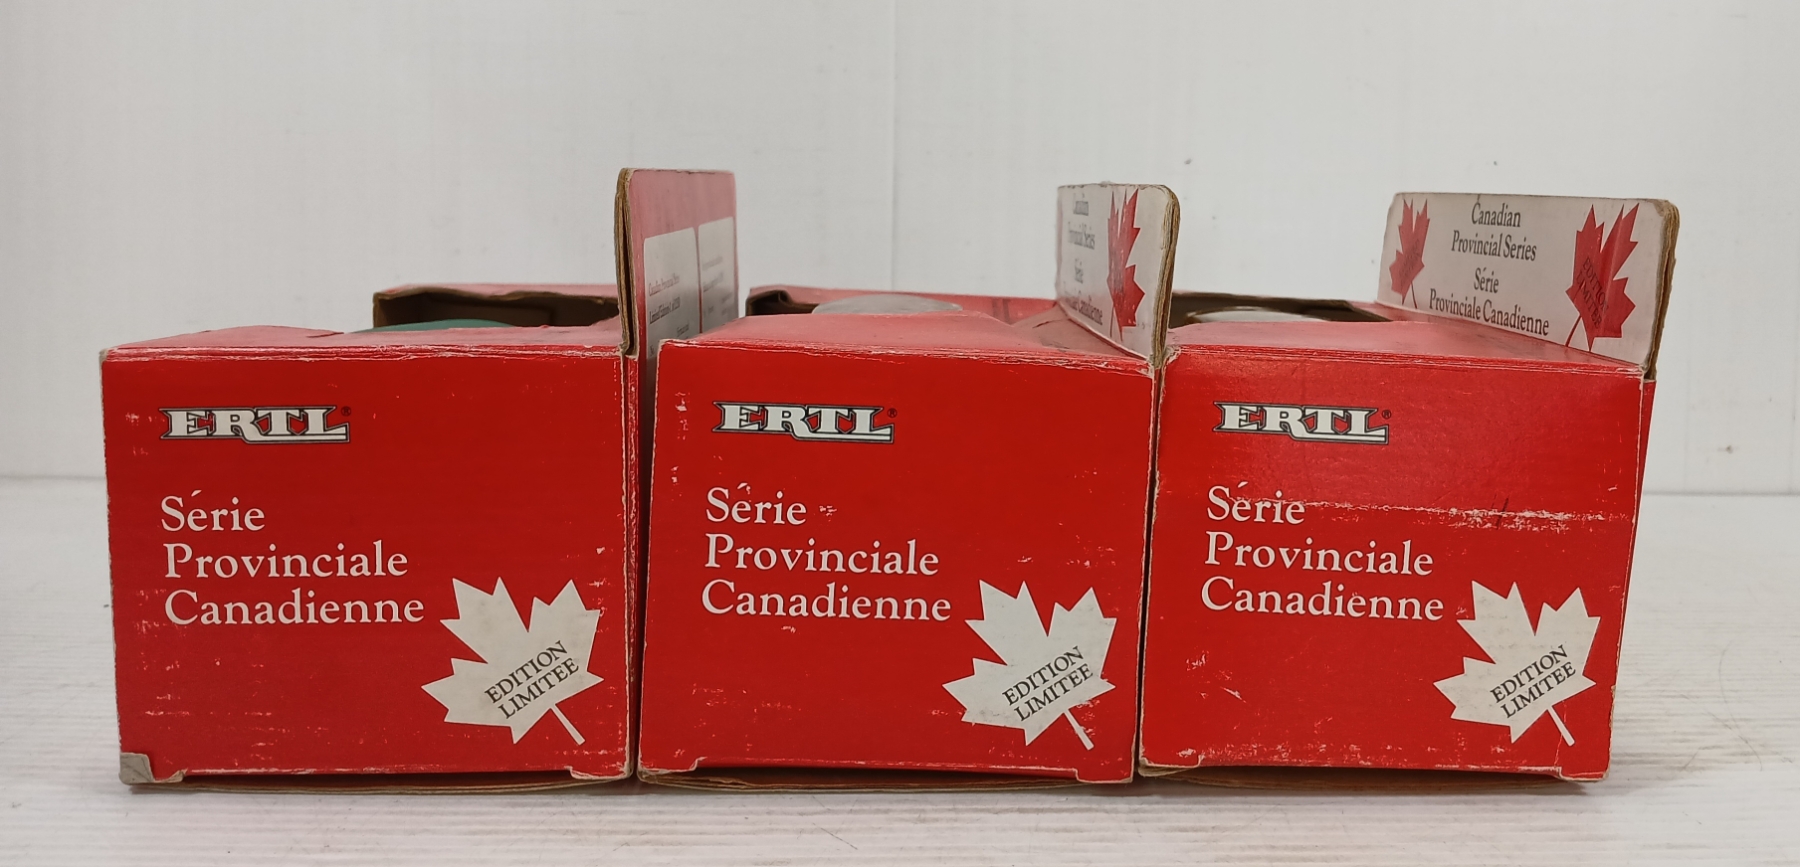 Canadian
Provincial Series
Série
Provinciale Canadienne
ERTL®
Série
Provinciale
Canadienne
EDITION
LIMITEE
ERTL®
Série
Provinciale
Canadienne
EDITION
LIMITEE
ERTL®
Série
Provinciale
Canadienne
EDITION
LIMITEE